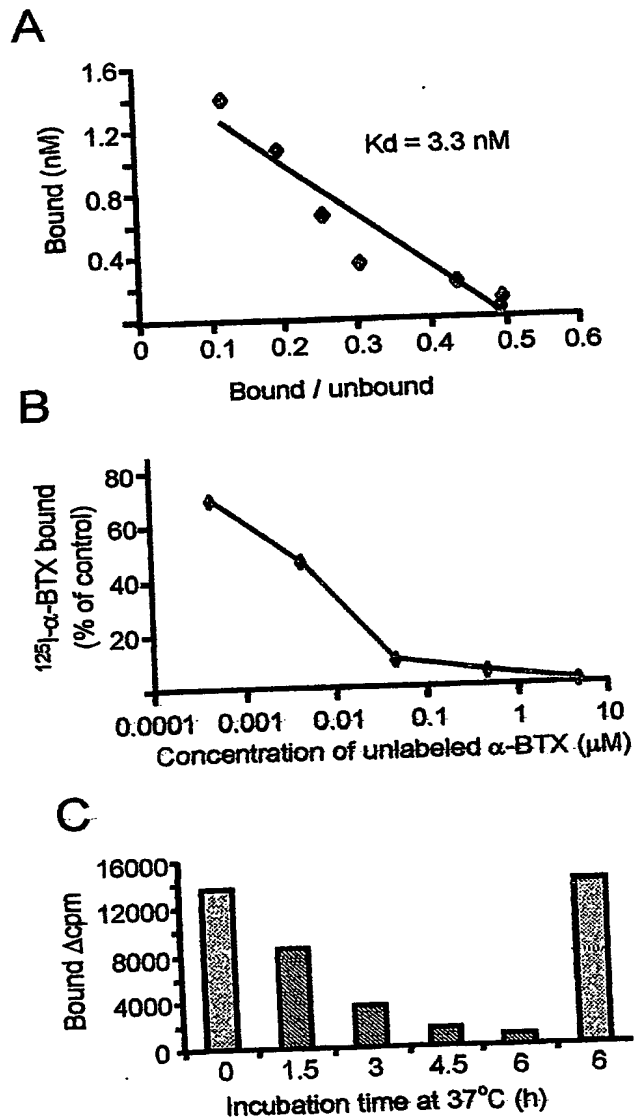 A
1.6
1.2
0.8
0.4
Bound (nM)
Kd = 3.3 nM
0 0.1 0.2 0.3 0.4 0.5 0.6
Bound / unbound
B
80
60
40
20
¹²⁵I-α-BTX bound
(% of control)
0.0001 0.001 0.01 0.1 1 10
Concentration of unlabeled α-BTX (μM)
C
16000
12000
8000
4000
0
Bound Δcpm
0 1.5 3 4.5 6 6
Incubation time at 37°C (h)